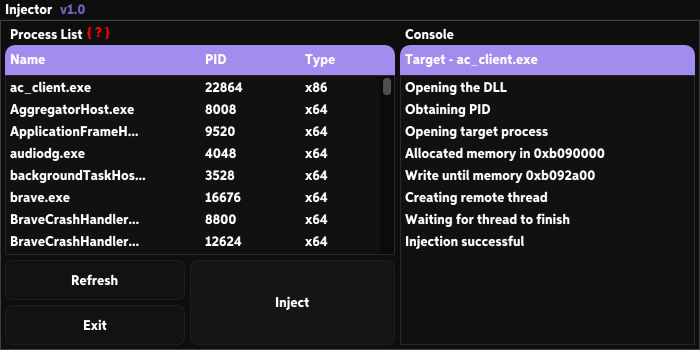 Injector v1.0
Process List { ? }
Name PID Type
ac_client.exe 22864 x86
AggregatorHost.exe 8008 x64
ApplicationFrameH... 9520 x64
audiodg.exe 4048 x64
backgroundTaskHos... 3528 x64
brave.exe 16676 x64
BraveCrashHandler... 8800 x64
BraveCrashHandler... 12624 x64
Refresh
Exit
Inject
Console
Target - ac_client.exe
Opening the DLL
Obtaining PID
Opening target process
Allocated memory in 0xb090000
Write until memory 0xb092a00
Creating remote thread
Waiting for thread to finish
Injection successful